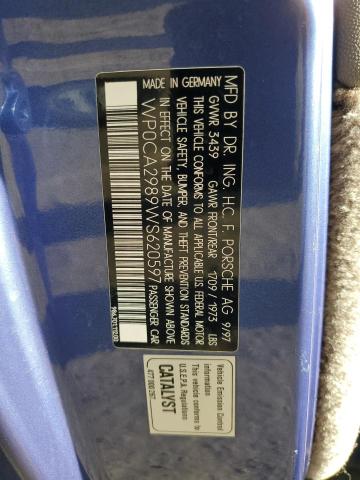 MFD BY DR. ING. H.C. F. PORSCHE AG 9/97
GVWR 3439 GAWR FRONT/REAR 1709 / 1973 LBS
THIS VEHICLE CONFORMS TO ALL APPLICABLE U.S. FEDERAL MOTOR
VEHICLE SAFETY, BUMPER AND THEFT PREVENTION STANDARDS
IN EFFECT ON THE DATE OF MANUFACTURE SHOWN ABOVE
WP0CA2989WS620597 PASSENGER CAR
MADE IN GERMANY
Vehicle Emission Control
Information
This vehicle conforms to
U.S.E.P.A. Regulations
CATALYST